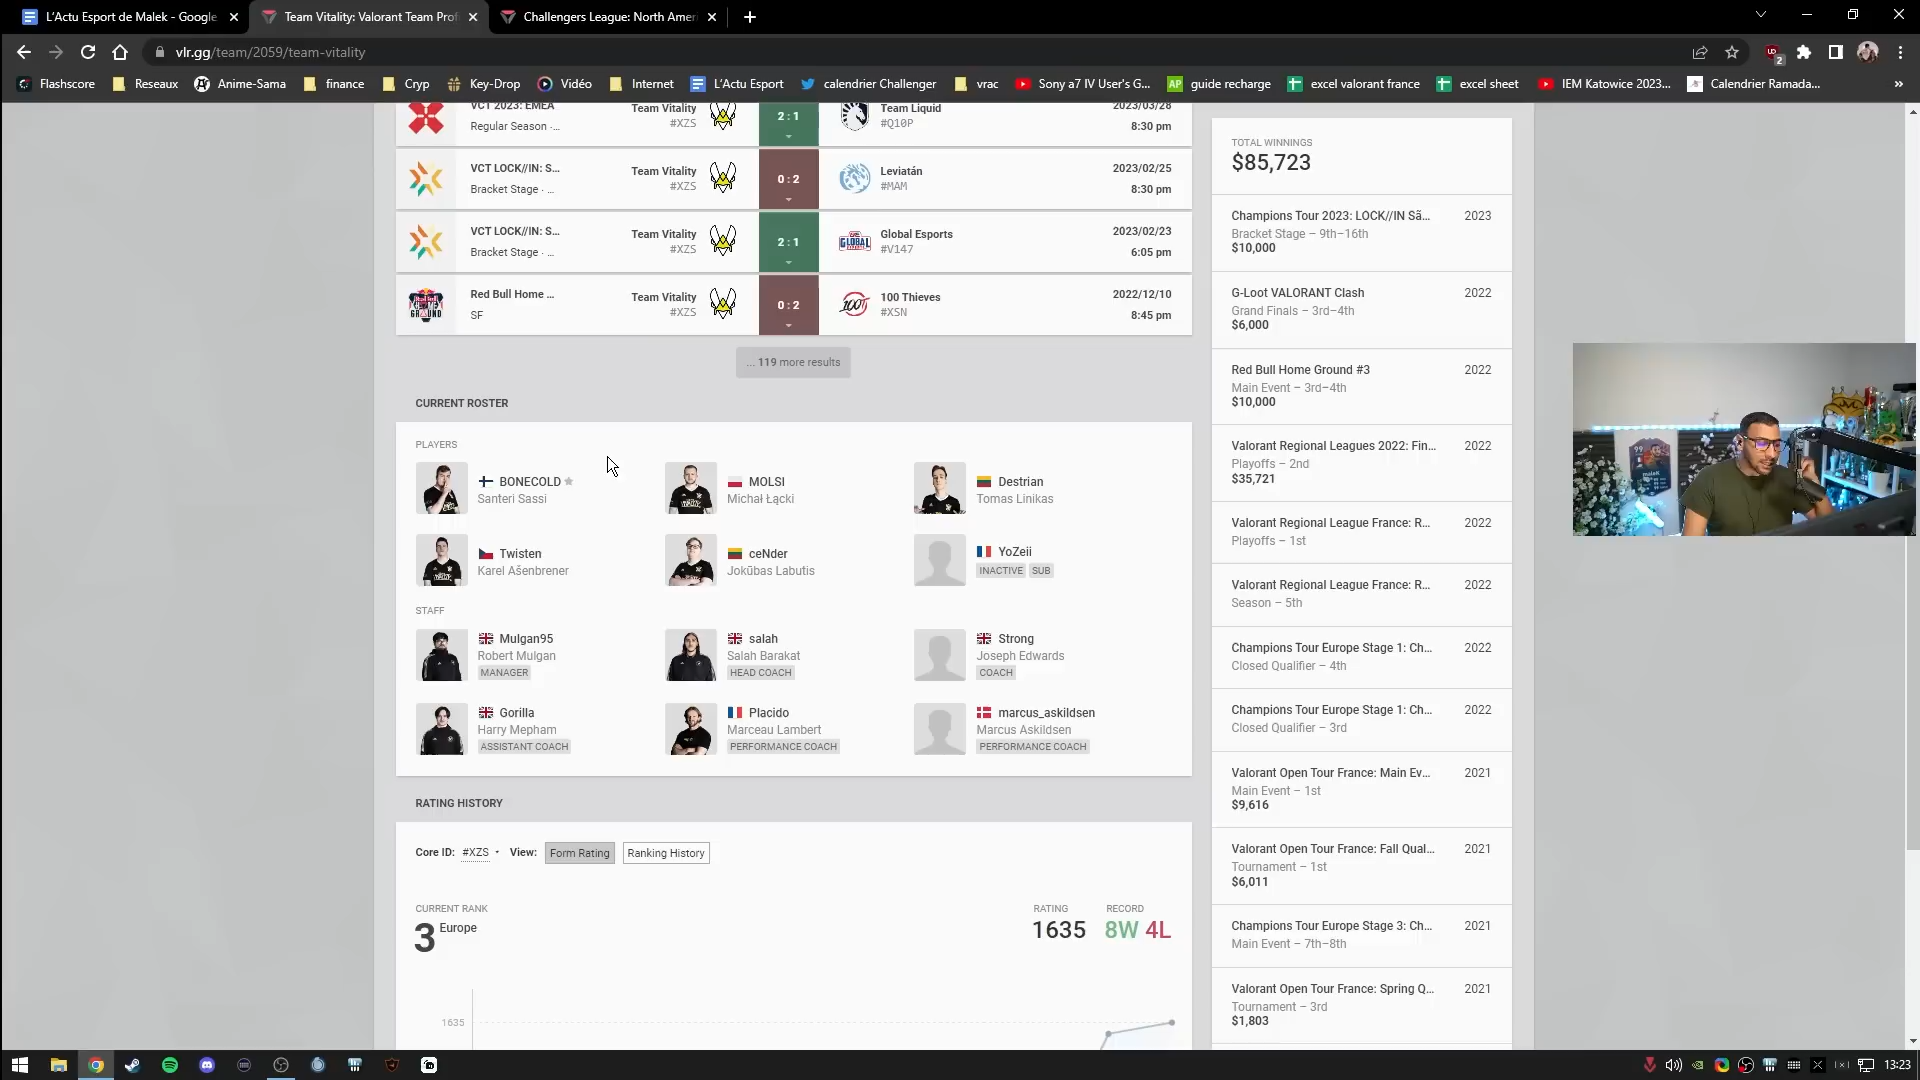 L'Actu Esport de Malek - Google
Team Vitality: Valorant Team Prof
Challengers League: North Amer
vlr.gg/team/2059/team-vitality
2
Flashscore
Reseaux
Anime-Sama
finance
Cryp
Key-Drop
Vidéo
Internet
L'Actu Esport
calendrier Challenger
vrac
Sony a7 IV User's G...
guide recharge
excel valorant france
excel sheet
IEM Katowice 2023...
Calendrier Ramada...
VCT 2023: EMEA
Regular Season ·...
Team Vitality
#XZS
2 : 1
Team Liquid
#Q10P
2023/03/28
8:30 pm
VCT LOCK//IN: S...
Bracket Stage · ...
Team Vitality
#XZS
0 : 2
Leviatán
#MAM
2023/02/25
8:30 pm
VCT LOCK//IN: S...
Bracket Stage · ...
Team Vitality
#XZS
2 : 1
GLOBAL
Global Esports
#V147
2023/02/23
6:05 pm
Red Bull Home ...
SF
Team Vitality
#XZS
0 : 2
100T
100 Thieves
#XSN
2022/12/10
8:45 pm
... 119 more results
CURRENT ROSTER
PLAYERS
BONECOLD
Santeri Sassi
MOLSI
Michał Łącki
Destrian
Tomas Linikas
Twisten
Karel Ašenbrener
ceNder
Jokūbas Labutis
YoZeii
INACTIVE SUB
STAFF
Mulgan95
Robert Mulgan
MANAGER
salah
Salah Barakat
HEAD COACH
Strong
Joseph Edwards
COACH
Gorilla
Harry Mepham
ASSISTANT COACH
Placido
Marceau Lambert
PERFORMANCE COACH
marcus_askildsen
Marcus Askildsen
PERFORMANCE COACH
RATING HISTORY
Core ID: #XZS View: Form Rating Ranking History
CURRENT RANK
3 Europe
RATING
1635
RECORD
8W 4L
1635
TOTAL WINNINGS
$85,723
Champions Tour 2023: LOCK//IN Sã... 2023
Bracket Stage – 9th–16th
$10,000
G-Loot VALORANT Clash 2022
Grand Finals – 3rd–4th
$6,000
Red Bull Home Ground #3 2022
Main Event – 3rd–4th
$10,000
Valorant Regional Leagues 2022: Fin... 2022
Playoffs – 2nd
$35,721
Valorant Regional League France: R... 2022
Playoffs – 1st
Valorant Regional League France: R... 2022
Season – 5th
Champions Tour Europe Stage 1: Ch... 2022
Closed Qualifier – 4th
Champions Tour Europe Stage 1: Ch... 2022
Closed Qualifier – 3rd
Valorant Open Tour France: Main Ev... 2021
Main Event – 1st
$9,616
Valorant Open Tour France: Fall Qual... 2021
Tournament – 1st
$6,011
Champions Tour Europe Stage 3: Ch... 2021
Main Event – 7th–8th
Valorant Open Tour France: Spring Q... 2021
Tournament – 3rd
$1,803
13:23